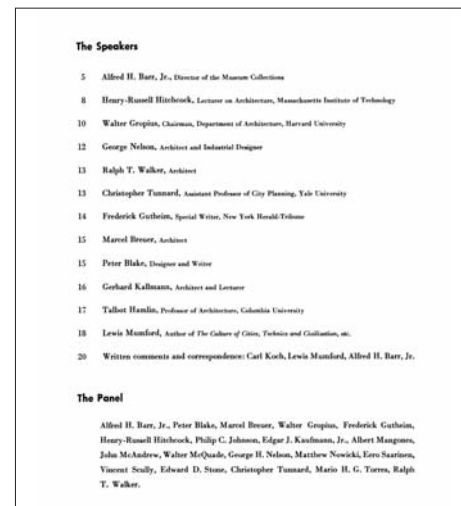 The Speakers
5 Alfred H. Barr, Jr., Director of the Museum Collections
8 Henry-Russell Hitchcock, Lecturer on Architecture, Massachusetts Institute of Technology
10 Walter Gropius, Chairman, Department of Architecture, Harvard University
12 George Nelson, Architect and Industrial Designer
13 Ralph T. Walker, Architect
13 Christopher Tunnard, Assistant Professor of City Planning, Yale University
14 Frederick Gutheim, Special Writer, New York Herald-Tribune
15 Marcel Breuer, Architect
15 Peter Blake, Designer and Writer
16 Gerhard Kallmann, Architect and Lecturer
17 Talbot Hamlin, Professor of Architecture, Columbia University
18 Lewis Mumford, Author of The Culture of Cities, Technics and Civilization, etc.
20 Written comments and correspondence: Carl Koch, Lewis Mumford, Alfred H. Barr, Jr.
The Panel
Alfred H. Barr, Jr., Peter Blake, Marcel Breuer, Walter Gropius, Frederick Gutheim,
Henry-Russell Hitchcock, Philip C. Johnson, Edgar J. Kaufmann, Jr., Albert Mangones,
John McAndrew, Walter McQuade, George H. Nelson, Matthew Nowicki, Eero Saarinen,
Vincent Scully, Edward D. Stone, Christopher Tunnard, Mario H. G. Torres, Ralph
T. Walker.